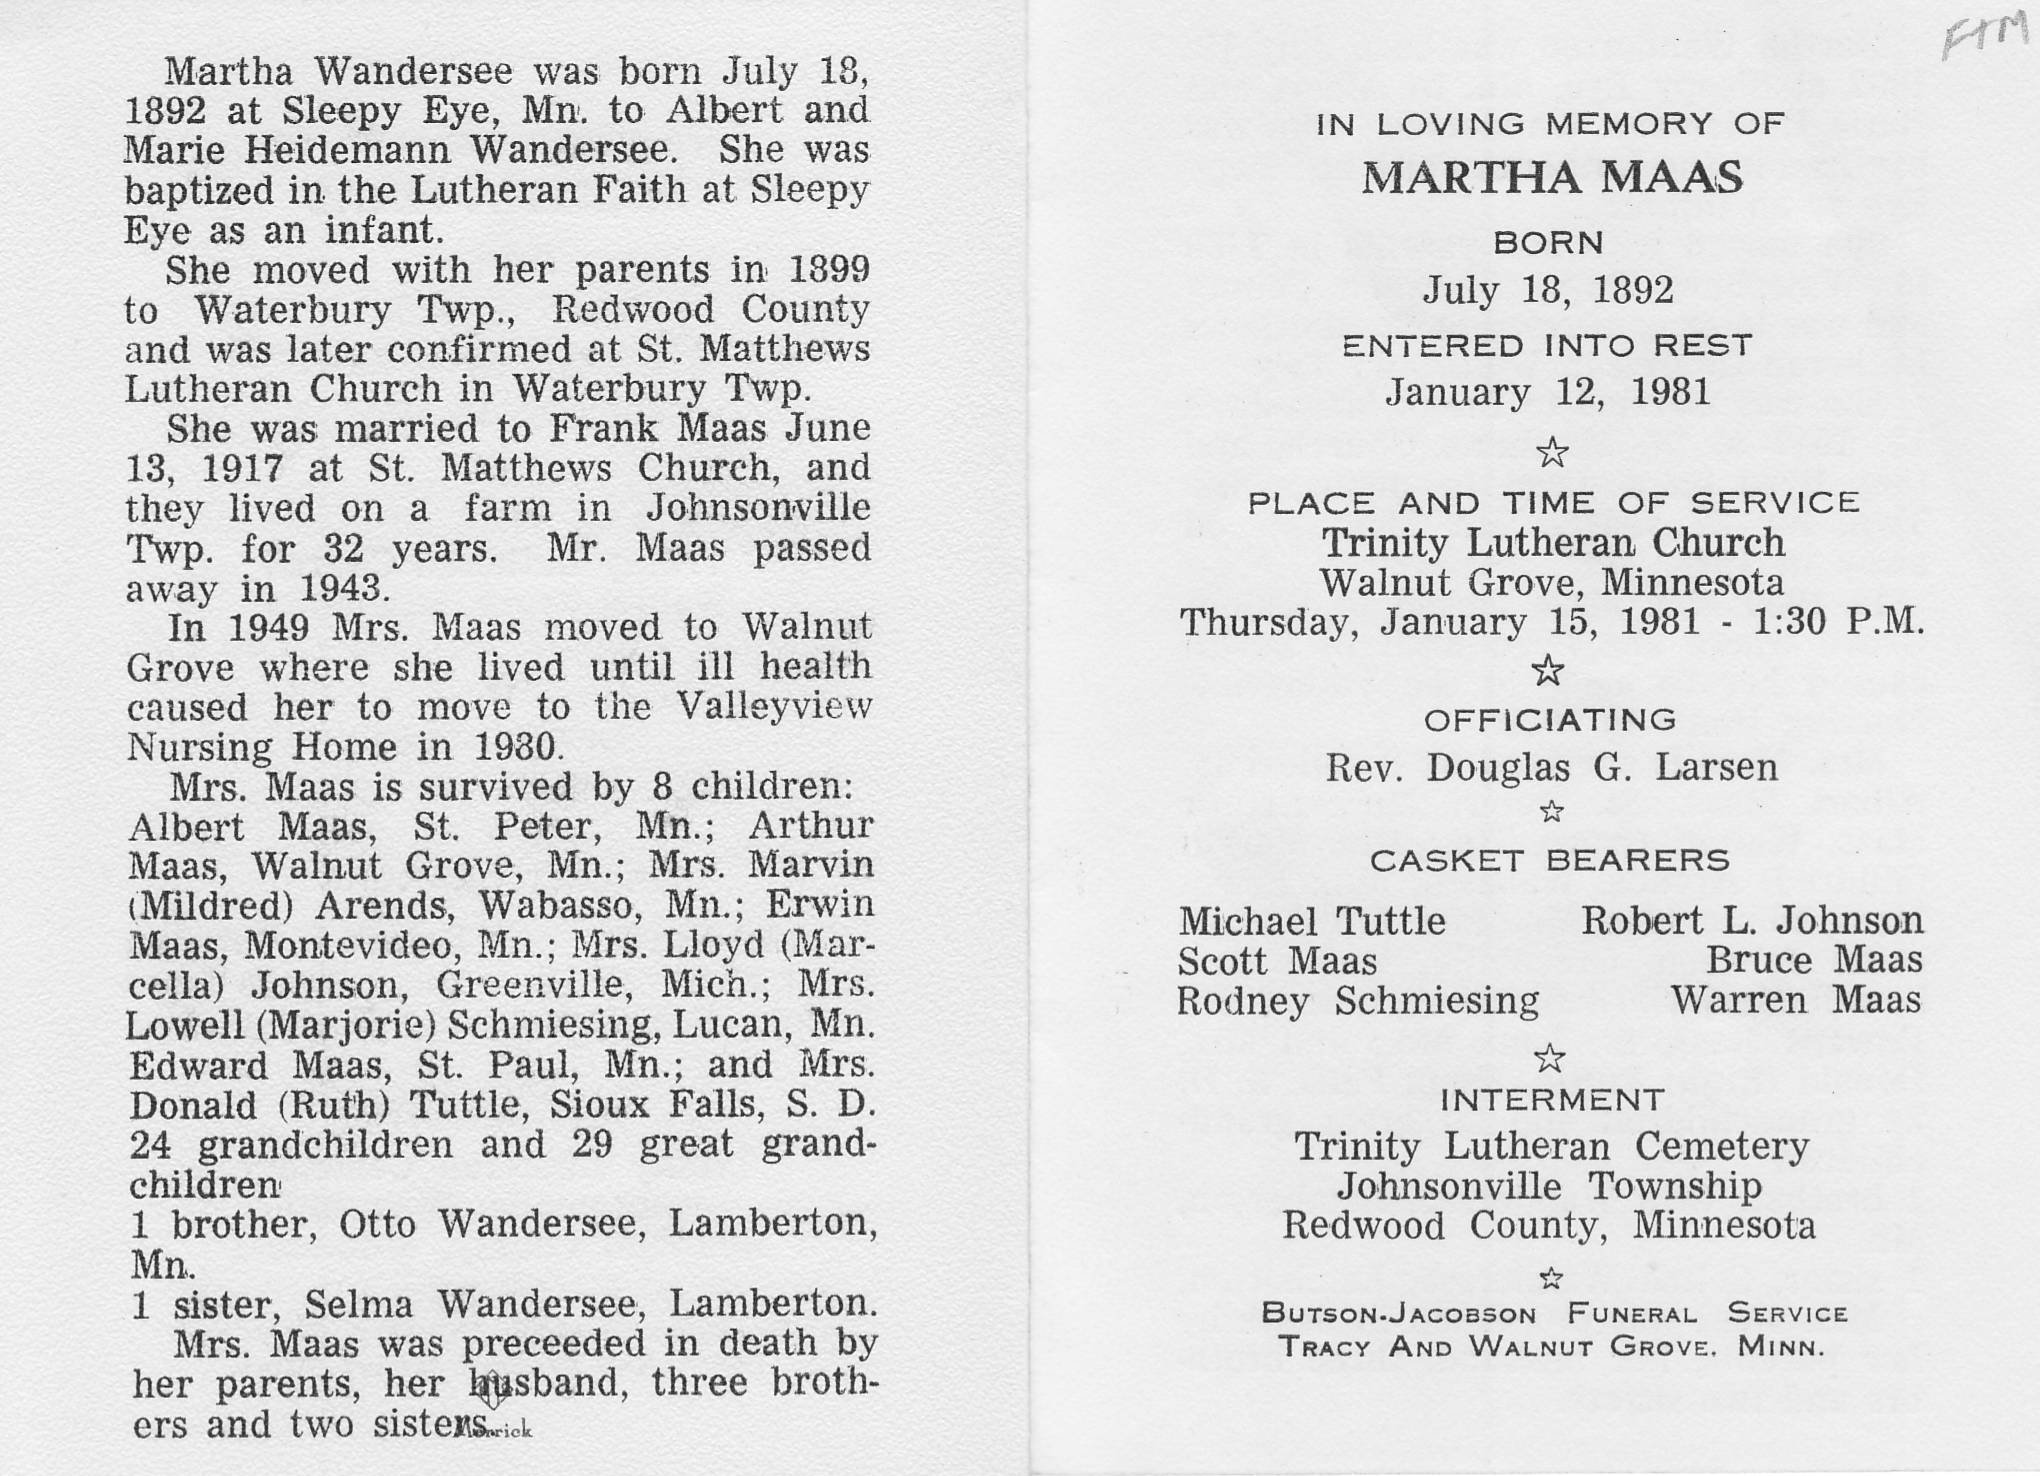 Martha Wandersee was born July 18,
1892 at Sleepy Eye, Mn. to Albert and
Marie Heidemann Wandersee. She was
baptized in the Lutheran Faith at Sleepy
Eye as an infant.
She moved with her parents in 1899
to Waterbury Twp., Redwood County
and was later confirmed at St. Matthews
Lutheran Church in Waterbury Twp.
She was married to Frank Maas June
13, 1917 at St. Matthews Church, and
they lived on a farm in Johnsonville
Twp. for 32 years. Mr. Maas passed
away in 1943.
In 1949 Mrs. Maas moved to Walnut
Grove where she lived until ill health
caused her to move to the Valleyview
Nursing Home in 1980.
Mrs. Maas is survived by 8 children:
Albert Maas, St. Peter, Mn.; Arthur
Maas, Walnut Grove, Mn.; Mrs. Marvin
(Mildred) Arends, Wabasso, Mn.; Erwin
Maas, Montevideo, Mn.; Mrs. Lloyd (Mar-
cella) Johnson, Greenville, Mich.; Mrs.
Lowell (Marjorie) Schmiesing, Lucan, Mn.
Edward Maas, St. Paul, Mn.; and Mrs.
Donald (Ruth) Tuttle, Sioux Falls, S. D.
24 grandchildren and 29 great grand-
children
1 brother, Otto Wandersee, Lamberton,
Mn.
1 sister, Selma Wandersee, Lamberton.
Mrs. Maas was preceeded in death by
her parents, her husband, three broth-
ers and two sisters.
FTM
IN LOVING MEMORY OF
MARTHA MAAS
BORN
July 18, 1892
ENTERED INTO REST
January 12, 1981
PLACE AND TIME OF SERVICE
Trinity Lutheran Church
Walnut Grove, Minnesota
Thursday, January 15, 1981 - 1:30 P.M.
OFFICIATING
Rev. Douglas G. Larsen
CASKET BEARERS
Michael Tuttle Robert L. Johnson
Scott Maas Bruce Maas
Rodney Schmiesing Warren Maas
INTERMENT
Trinity Lutheran Cemetery
Johnsonville Township
Redwood County, Minnesota
BUTSON-JACOBSON FUNERAL SERVICE
TRACY AND WALNUT GROVE, MINN.